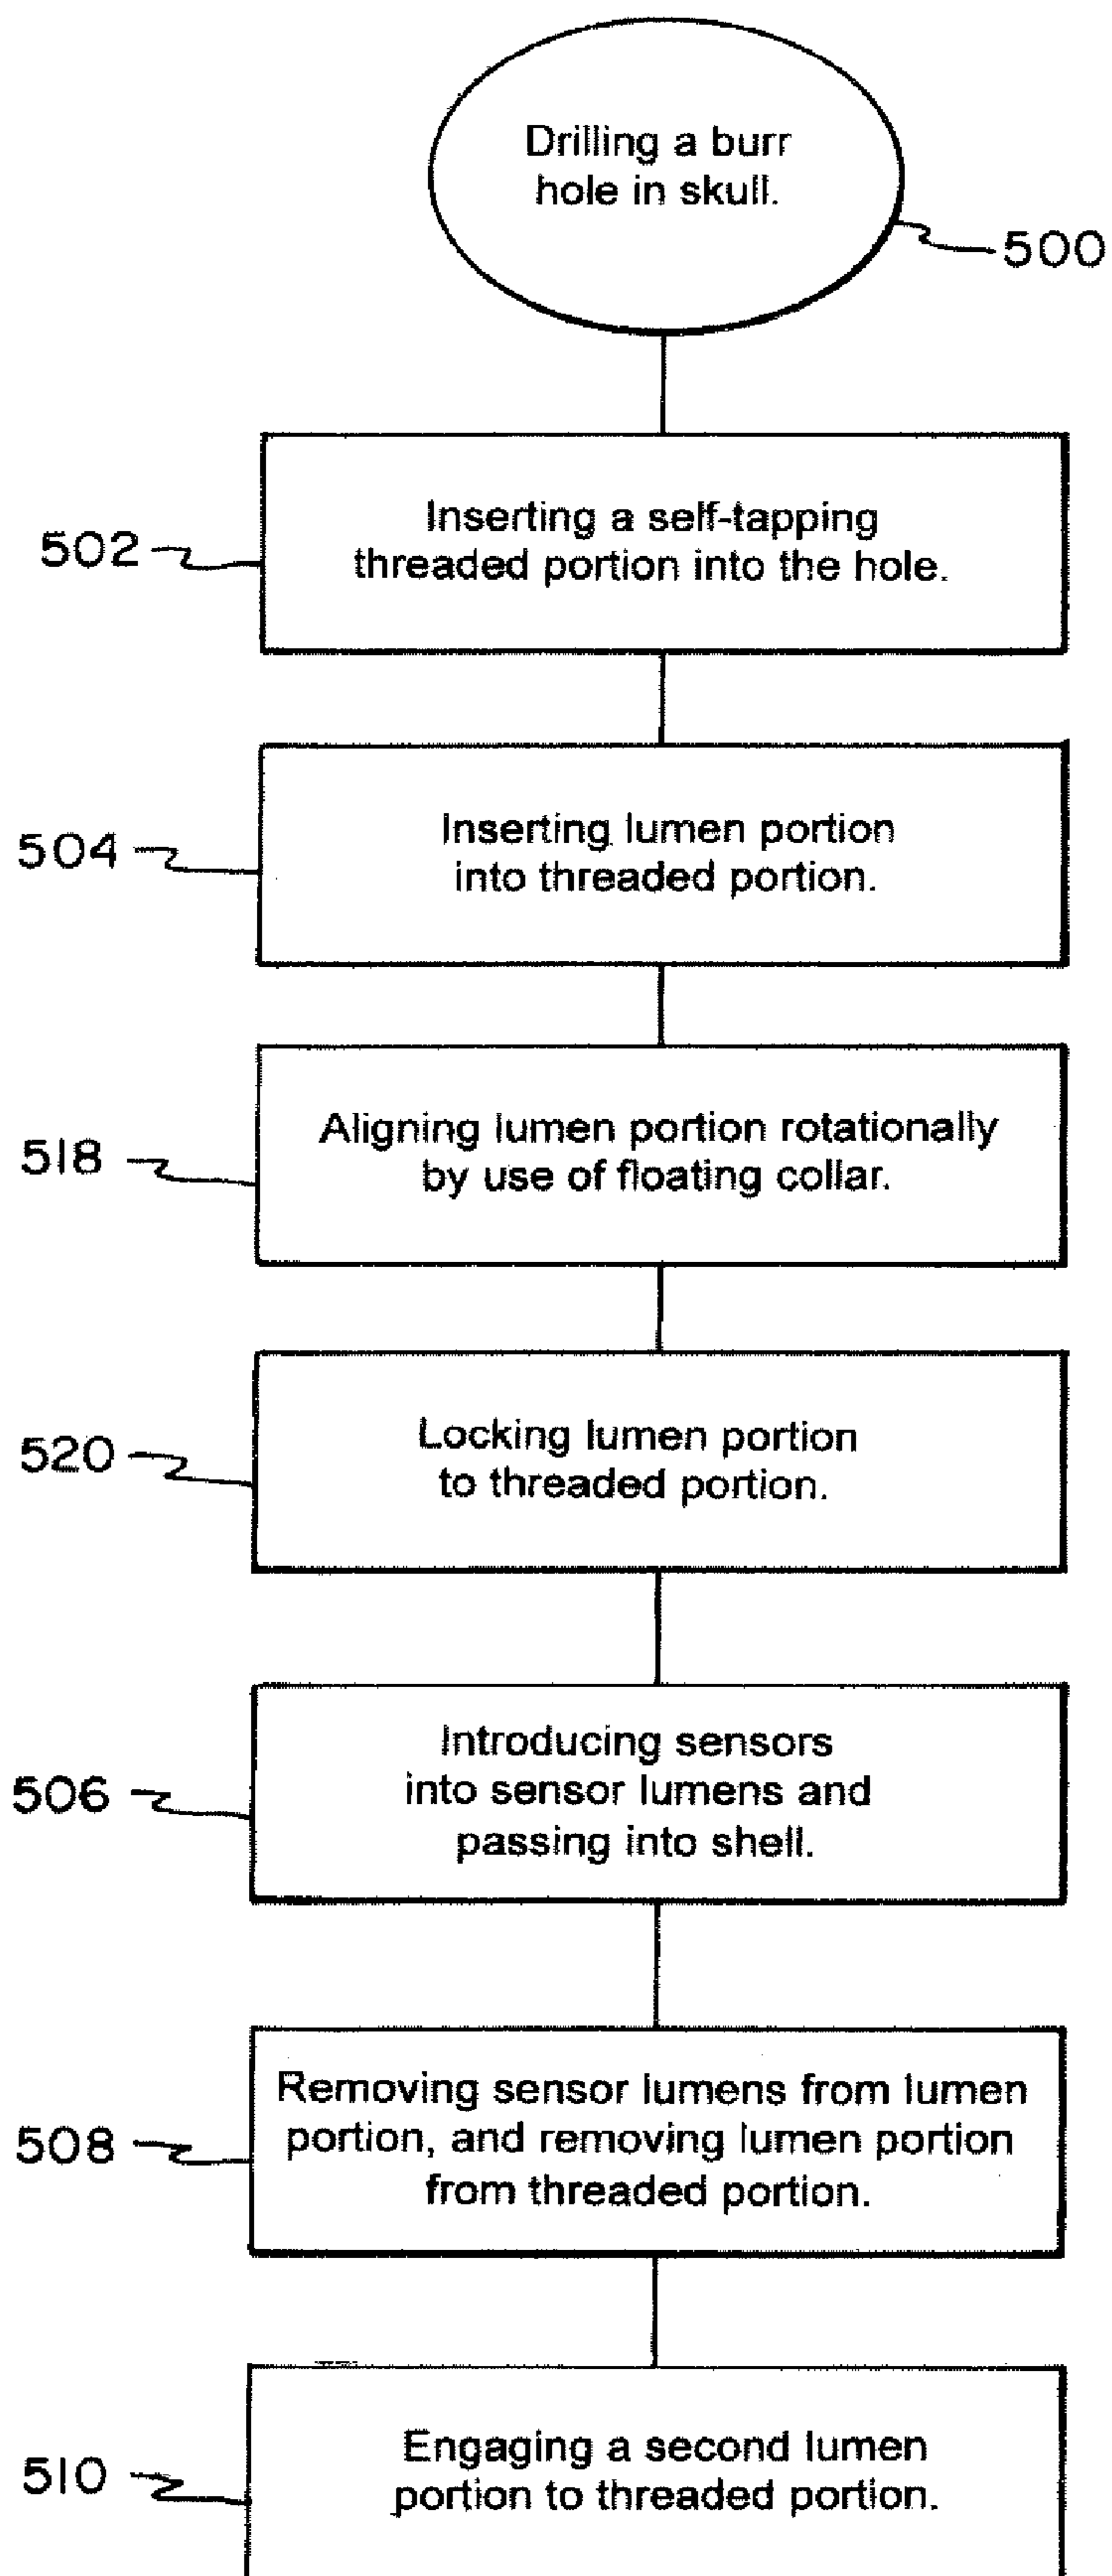 Drilling a burr
hole in skull.
500
502
Inserting a self-tapping
threaded portion into the hole.
504
Inserting lumen portion
into threaded portion.
518
Aligning lumen portion rotationally
by use of floating collar.
520
Locking lumen portion
to threaded portion.
506
Introducing sensors
into sensor lumens and
passing into shell.
508
Removing sensor lumens from lumen
portion, and removing lumen portion
from threaded portion.
510
Engaging a second lumen
portion to threaded portion.